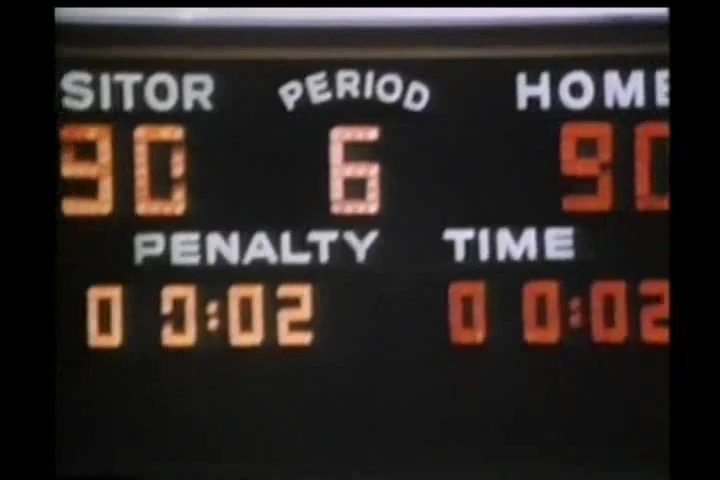 SITOR PERIOD HOME
90 6 90
PENALTY TIME
0 0:02 0 0:02